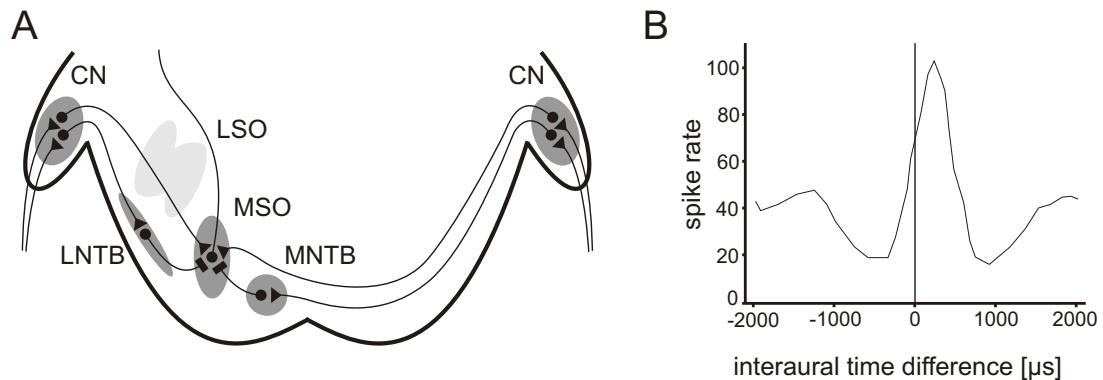 A
CN
CN
LSO
MSO
LNTB
MNTB
B
spike rate
100
80
60
40
20
0
-2000 -1000 0 1000 2000
interaural time difference [µs]